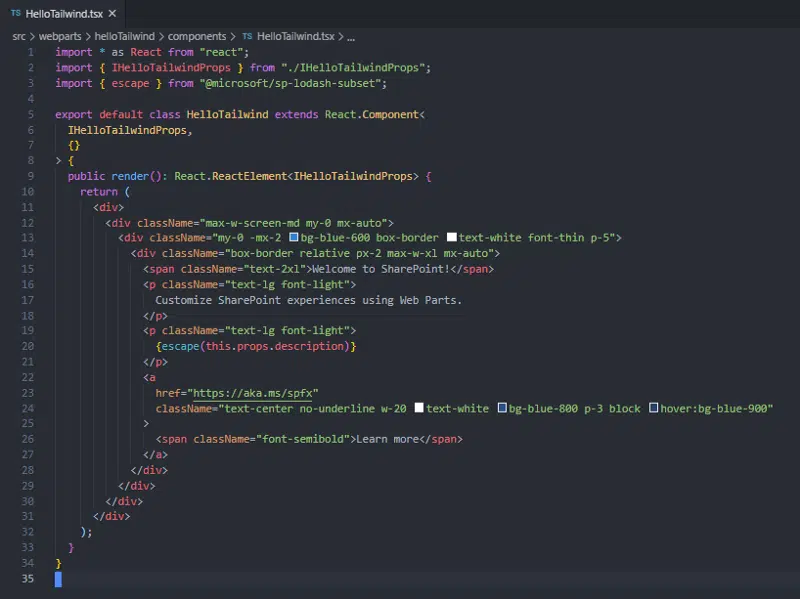 TS HelloTailwind.tsx ×
src > webparts > helloTailwind > components > TS HelloTailwind.tsx > ...
1 import * as React from "react";
2 import { IHelloTailwindProps } from "./IHelloTailwindProps";
3 import { escape } from "@microsoft/sp-lodash-subset";
4
5 export default class HelloTailwind extends React.Component<
6 IHelloTailwindProps,
7 {}
8 > {
9 public render(): React.ReactElement<IHelloTailwindProps> {
10 return (
11 <div>
12 <div className="max-w-screen-md my-0 mx-auto">
13 <div className="my-0 -mx-2 bg-blue-600 box-border text-white font-thin p-5">
14 <div className="box-border relative px-2 max-w-xl mx-auto">
15 <span className="text-2xl">Welcome to SharePoint!</span>
16 <p className="text-lg font-light">
17 Customize SharePoint experiences using Web Parts.
18 </p>
19 <p className="text-lg font-light">
20 {escape(this.props.description)}
21 </p>
22 <a
23 href="https://aka.ms/spfx"
24 className="text-center no-underline w-20 text-white bg-blue-800 p-3 block hover:bg-blue-900"
25 >
26 <span className="font-semibold">Learn more</span>
27 </a>
28 </div>
29 </div>
30 </div>
31 </div>
32 );
33 }
34 }
35